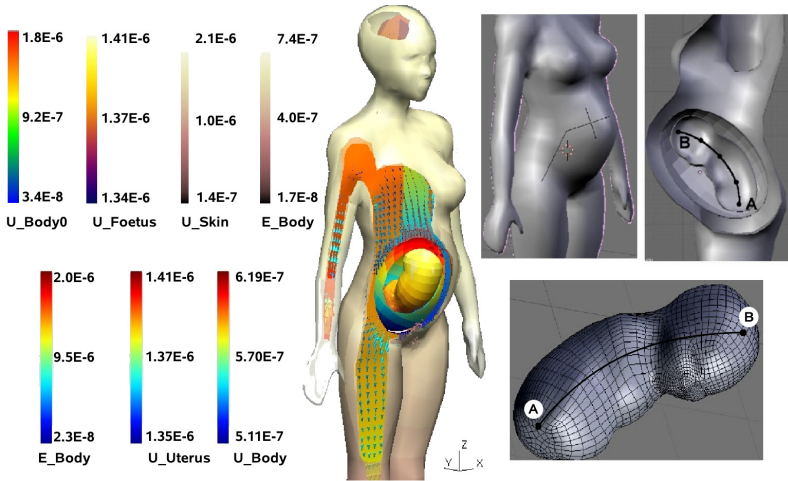 1.8E-6
9.2E-7
3.4E-8
U_Body0
1.41E-6
1.37E-6
1.34E-6
U_Foetus
2.1E-6
1.0E-6
1.4E-7
U_Skin
7.4E-7
4.0E-7
1.7E-8
E_Body
2.0E-6
9.5E-6
2.3E-8
E_Body
1.41E-6
1.37E-6
1.35E-6
U_Uterus
6.19E-7
5.70E-7
5.11E-7
U_Body
Z
Y
X
B
A
B
A